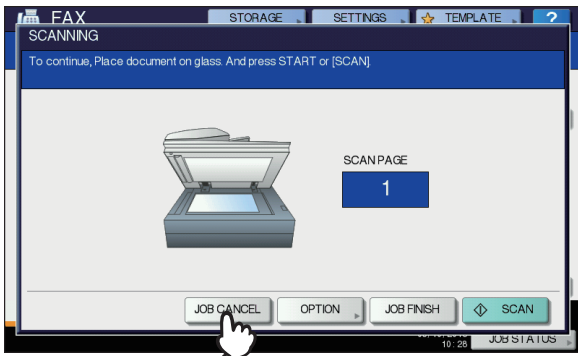 FAX
STORAGE
SETTINGS
TEMPLATE
?
SCANNING
To continue, Place document on glass. And press START or [SCAN].
SCAN PAGE
1
JOB CANCEL
OPTION
JOB FINISH
SCAN
10 : 28
JOB STATUS